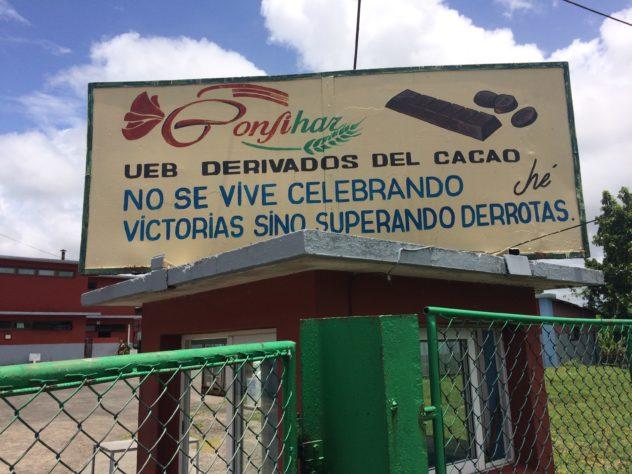 Confihar
UEB DERIVADOS DEL CACAO
NO SE VIVE CELEBRANDO
VICTORIAS SINO SUPERANDO DERROTAS.
ché